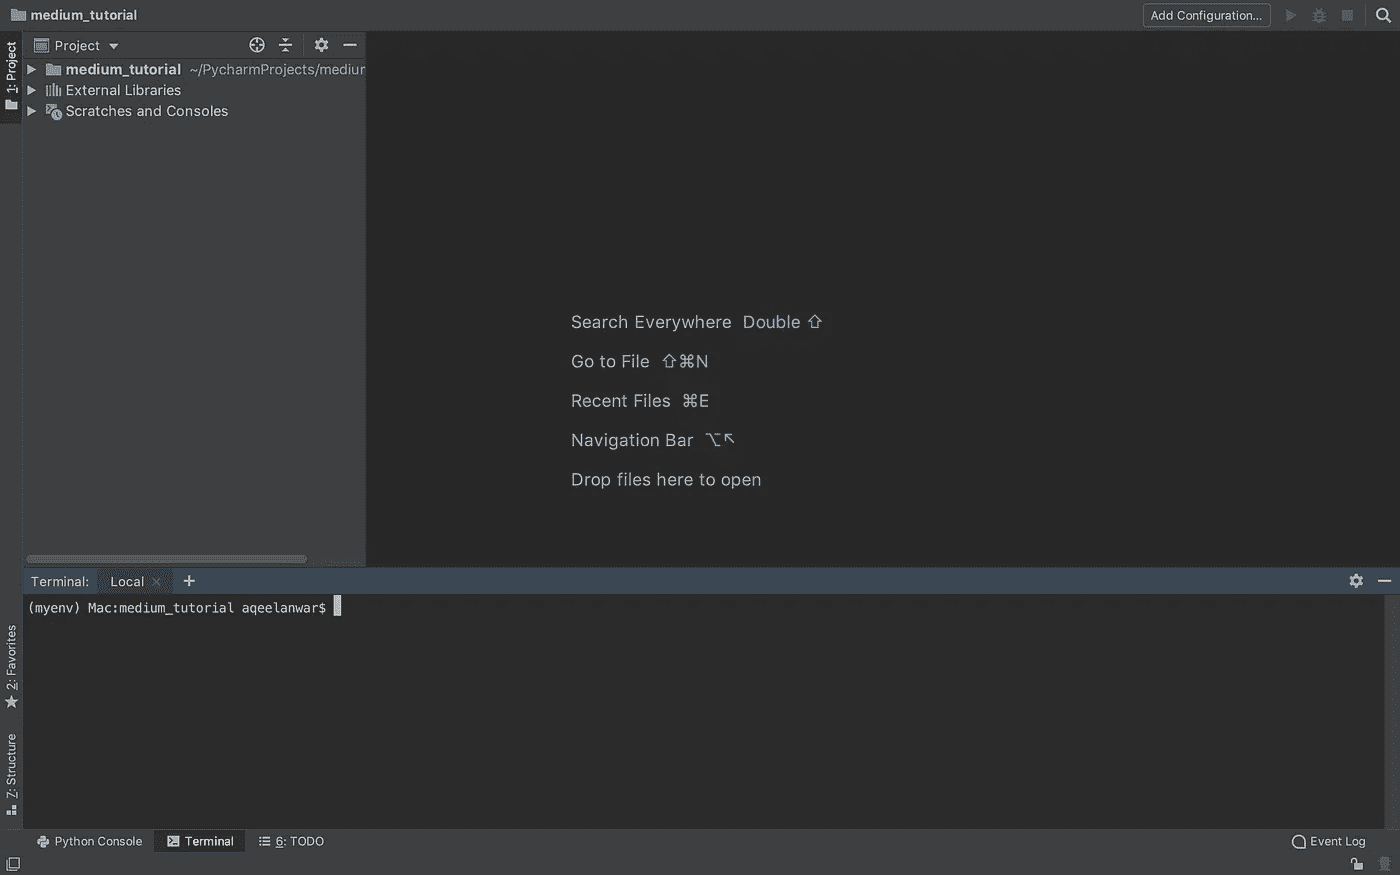 medium_tutorial
Add Configuration...
1: Project
Project
medium_tutorial ~/PycharmProjects/mediur
External Libraries
Scratches and Consoles
Search Everywhere Double ⇧
Go to File ⇧⌘N
Recent Files ⌘E
Navigation Bar ⌥↖
Drop files here to open
Terminal: Local × +
(myenv) Mac:medium_tutorial aqeelanwar$
2: Favorites
Z: Structure
Python Console
Terminal
6: TODO
Event Log